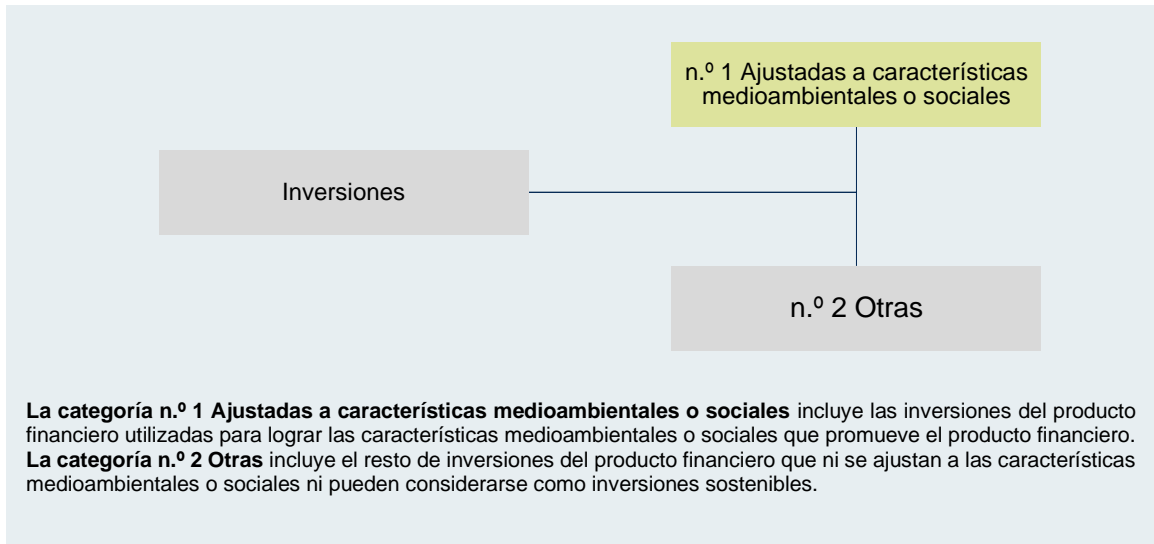 n.º 1 Ajustadas a características
medioambientales o sociales
Inversiones
n.º 2 Otras
La categoría n.º 1 Ajustadas a características medioambientales o sociales incluye las inversiones del producto
financiero utilizadas para lograr las características medioambientales o sociales que promueve el producto financiero.
La categoría n.º 2 Otras incluye el resto de inversiones del producto financiero que ni se ajustan a las características
medioambientales o sociales ni pueden considerarse como inversiones sostenibles.